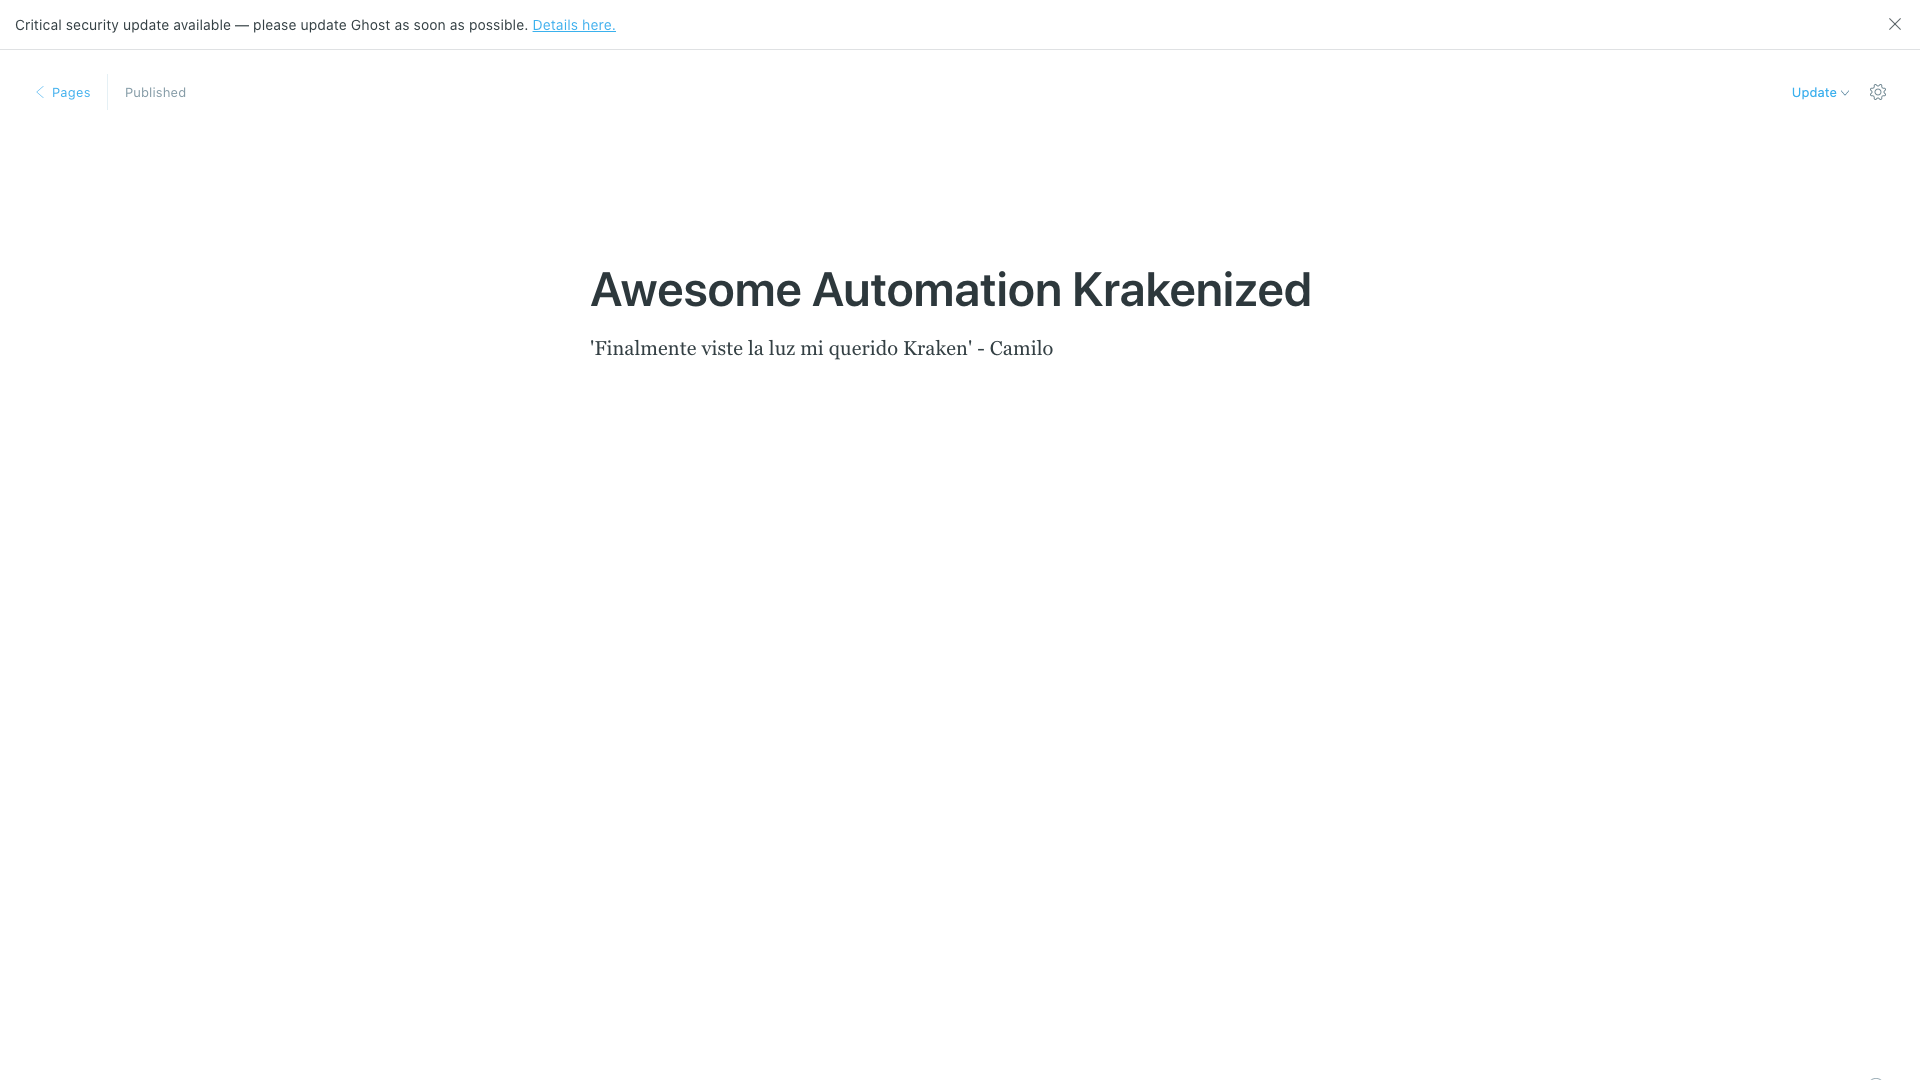 Critical security update available — please update Ghost as soon as possible. Details here.
Pages
Published
Update
Awesome Automation Krakenized
'Finalmente viste la luz mi querido Kraken' - Camilo